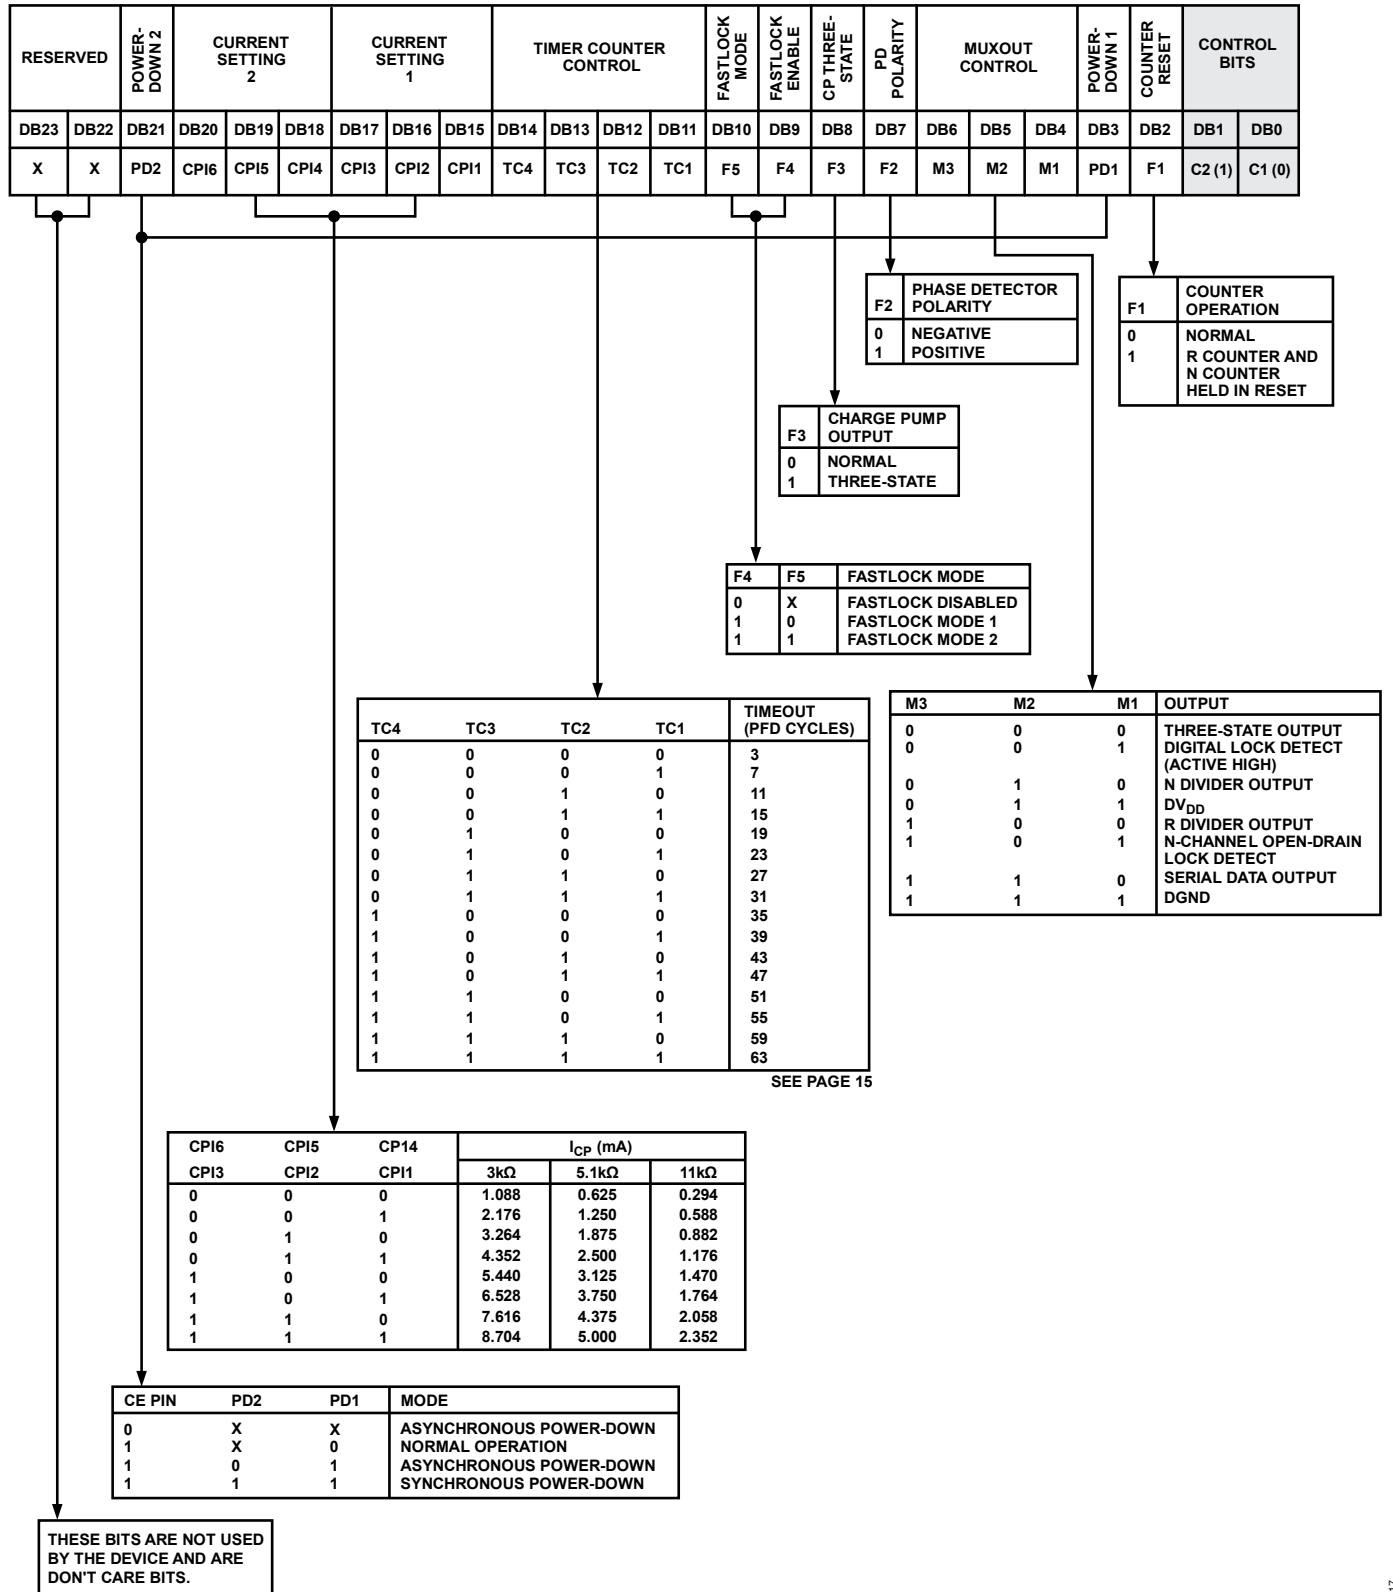 RESERVED
POWER-DOWN 2
CURRENT SETTING 2
CURRENT SETTING 1
TIMER COUNTER CONTROL
FASTLOCK MODE
FASTLOCK ENABLE
CP THREE-STATE
PD POLARITY
MUXOUT CONTROL
POWER-DOWN 1
COUNTER RESET
CONTROL BITS
DB23 DB22 DB21 DB20 DB19 DB18 DB17 DB16 DB15 DB14 DB13 DB12 DB11 DB10 DB9 DB8 DB7 DB6 DB5 DB4 DB3 DB2 DB1 DB0
X X PD2 CPI6 CPI5 CPI4 CPI3 CPI2 CPI1 TC4 TC3 TC2 TC1 F5 F4 F3 F2 M3 M2 M1 PD1 F1 C2 (1) C1 (0)
F2 PHASE DETECTOR POLARITY
0 NEGATIVE
1 POSITIVE
F1 COUNTER OPERATION
0 NORMAL
1 R COUNTER AND
N COUNTER
HELD IN RESET
F3 CHARGE PUMP OUTPUT
0 NORMAL
1 THREE-STATE
F4 F5 FASTLOCK MODE
0 X FASTLOCK DISABLED
1 0 FASTLOCK MODE 1
1 1 FASTLOCK MODE 2
TC4 TC3 TC2 TC1 TIMEOUT (PFD CYCLES)
0 0 0 0 3
0 0 0 1 7
0 0 1 0 11
0 0 1 1 15
0 1 0 0 19
0 1 0 1 23
0 1 1 0 27
0 1 1 1 31
1 0 0 0 35
1 0 0 1 39
1 0 1 0 43
1 0 1 1 47
1 1 0 0 51
1 1 0 1 55
1 1 1 0 59
1 1 1 1 63
SEE PAGE 15
M3 M2 M1 OUTPUT
0 0 0 THREE-STATE OUTPUT
0 0 1 DIGITAL LOCK DETECT
(ACTIVE HIGH)
0 1 0 N DIVIDER OUTPUT
0 1 1 DVDD
1 0 0 R DIVIDER OUTPUT
1 0 1 N-CHANNEL OPEN-DRAIN
LOCK DETECT
1 1 0 SERIAL DATA OUTPUT
1 1 1 DGND
CPI6 CPI5 CP14 ICP (mA)
CPI3 CPI2 CPI1 3kΩ 5.1kΩ 11kΩ
0 0 0 1.088 0.625 0.294
0 0 1 2.176 1.250 0.588
0 1 0 3.264 1.875 0.882
0 1 1 4.352 2.500 1.176
1 0 0 5.440 3.125 1.470
1 0 1 6.528 3.750 1.764
1 1 0 7.616 4.375 2.058
1 1 1 8.704 5.000 2.352
CE PIN PD2 PD1 MODE
0 X X ASYNCHRONOUS POWER-DOWN
1 X 0 NORMAL OPERATION
1 0 1 ASYNCHRONOUS POWER-DOWN
1 1 1 SYNCHRONOUS POWER-DOWN
THESE BITS ARE NOT USED
BY THE DEVICE AND ARE
DON'T CARE BITS.